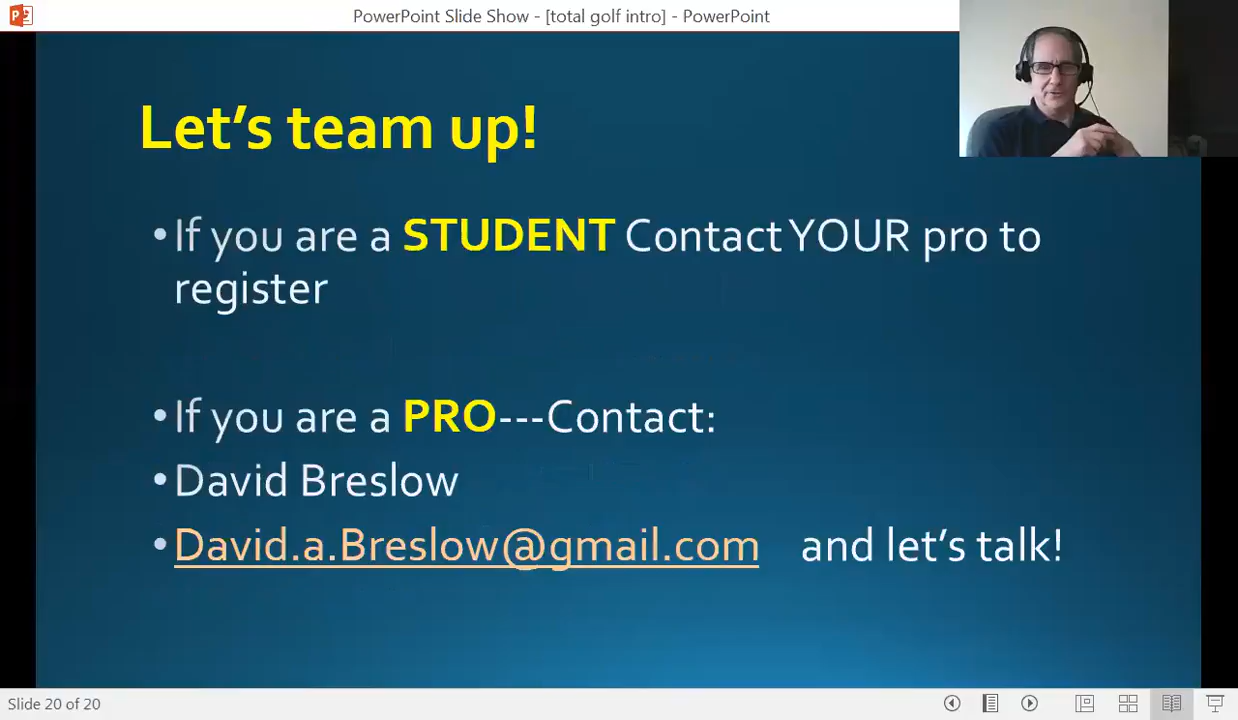 PowerPoint Slide Show - [total golf intro] - PowerPoint
Let's team up!
•If you are a STUDENT Contact YOUR pro to
register
•If you are a PRO---Contact:
•David Breslow
•David.a.Breslow@gmail.com and let's talk!
Slide 20 of 20